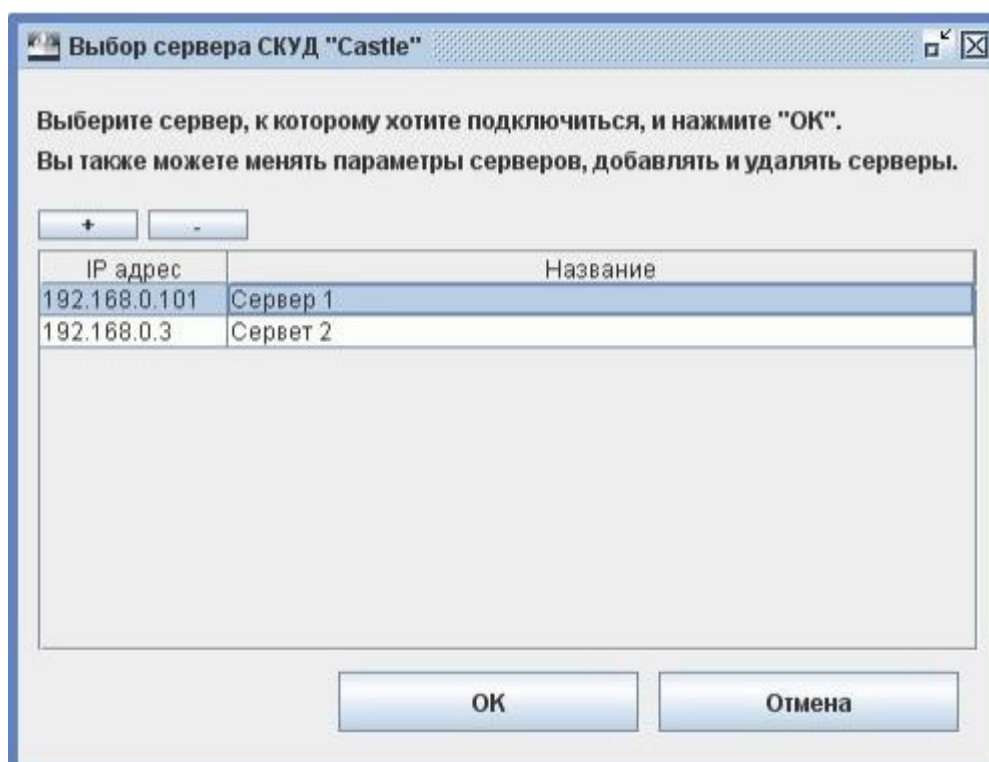 Выбор сервера СКУД "Castle"
Выберите сервер, к которому хотите подключиться, и нажмите "ОК".
Вы также можете менять параметры серверов, добавлять и удалять серверы.
+ -
IP адрес Название
192.168.0.101 Сервер 1
192.168.0.3 Сервет 2
ОК Отмена